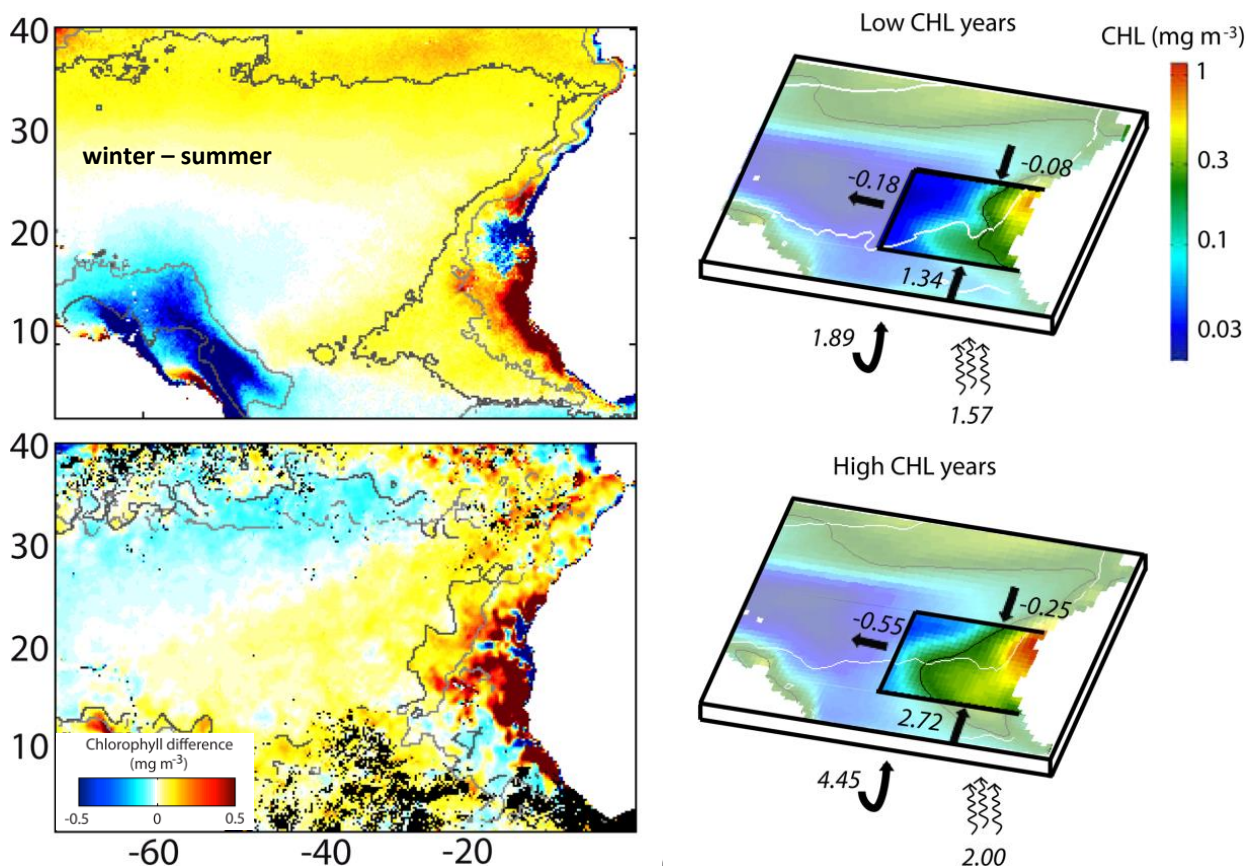 40
30
20
10
winter – summer
40
30
20
10
Chlorophyll difference
(mg m⁻³)
-0.5 0 0.5
-60 -40 -20
Low CHL years
CHL (mg m⁻³)
1
0.3
0.1
0.03
-0.08
-0.18
1.34
1.89
1.57
High CHL years
-0.25
-0.55
2.72
4.45
2.00